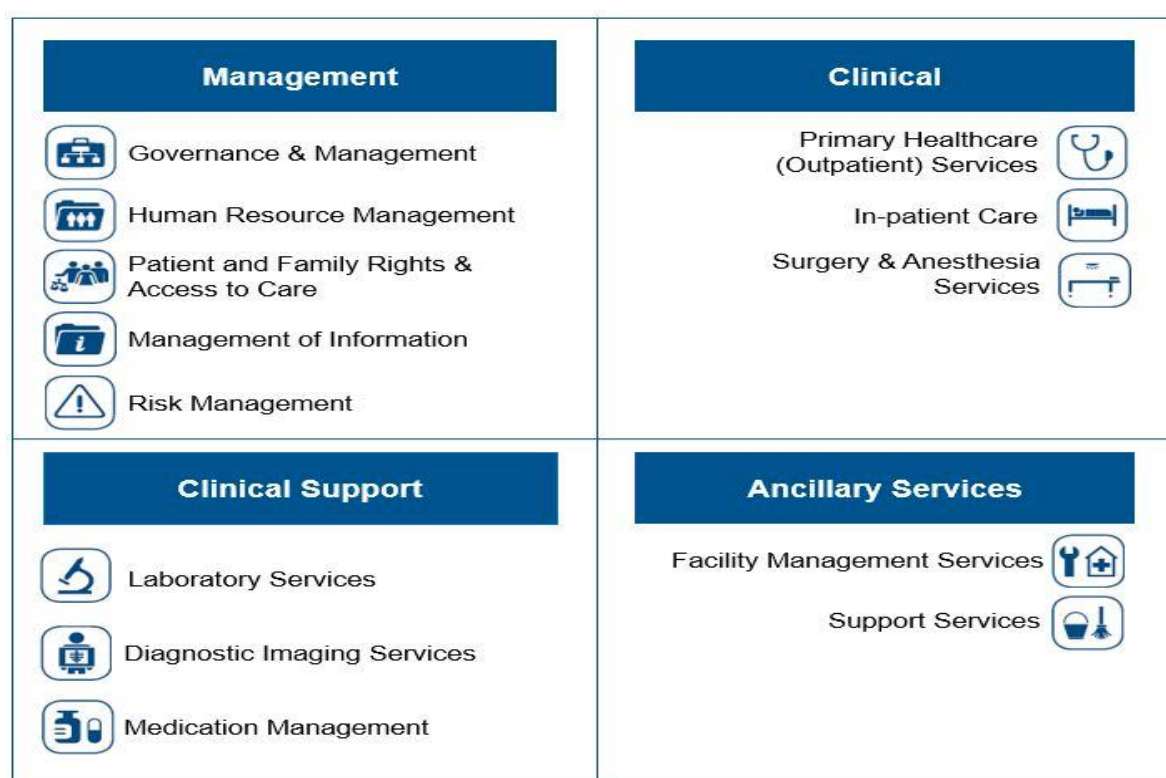 Management
Governance & Management
Human Resource Management
Patient and Family Rights &
Access to Care
Management of Information
Risk Management
Clinical
Primary Healthcare
(Outpatient) Services
In-patient Care
Surgery & Anesthesia
Services
Clinical Support
Laboratory Services
Diagnostic Imaging Services
Medication Management
Ancillary Services
Facility Management Services
Support Services